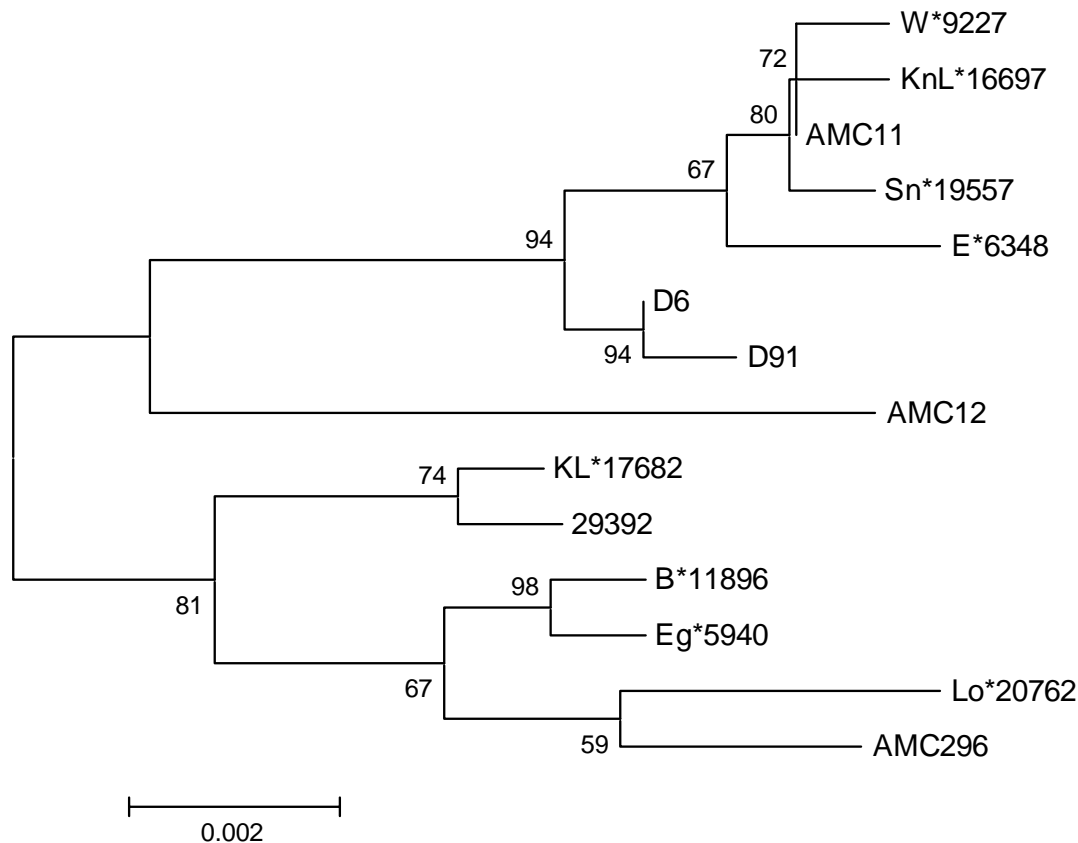 W*9227
72
KnL*16697
80
AMC11
67
Sn*19557
94
E*6348
D6
94
D91
AMC12
74
KL*17682
29392
98
B*11896
81
Eg*5940
67
Lo*20762
59
AMC296
0.002